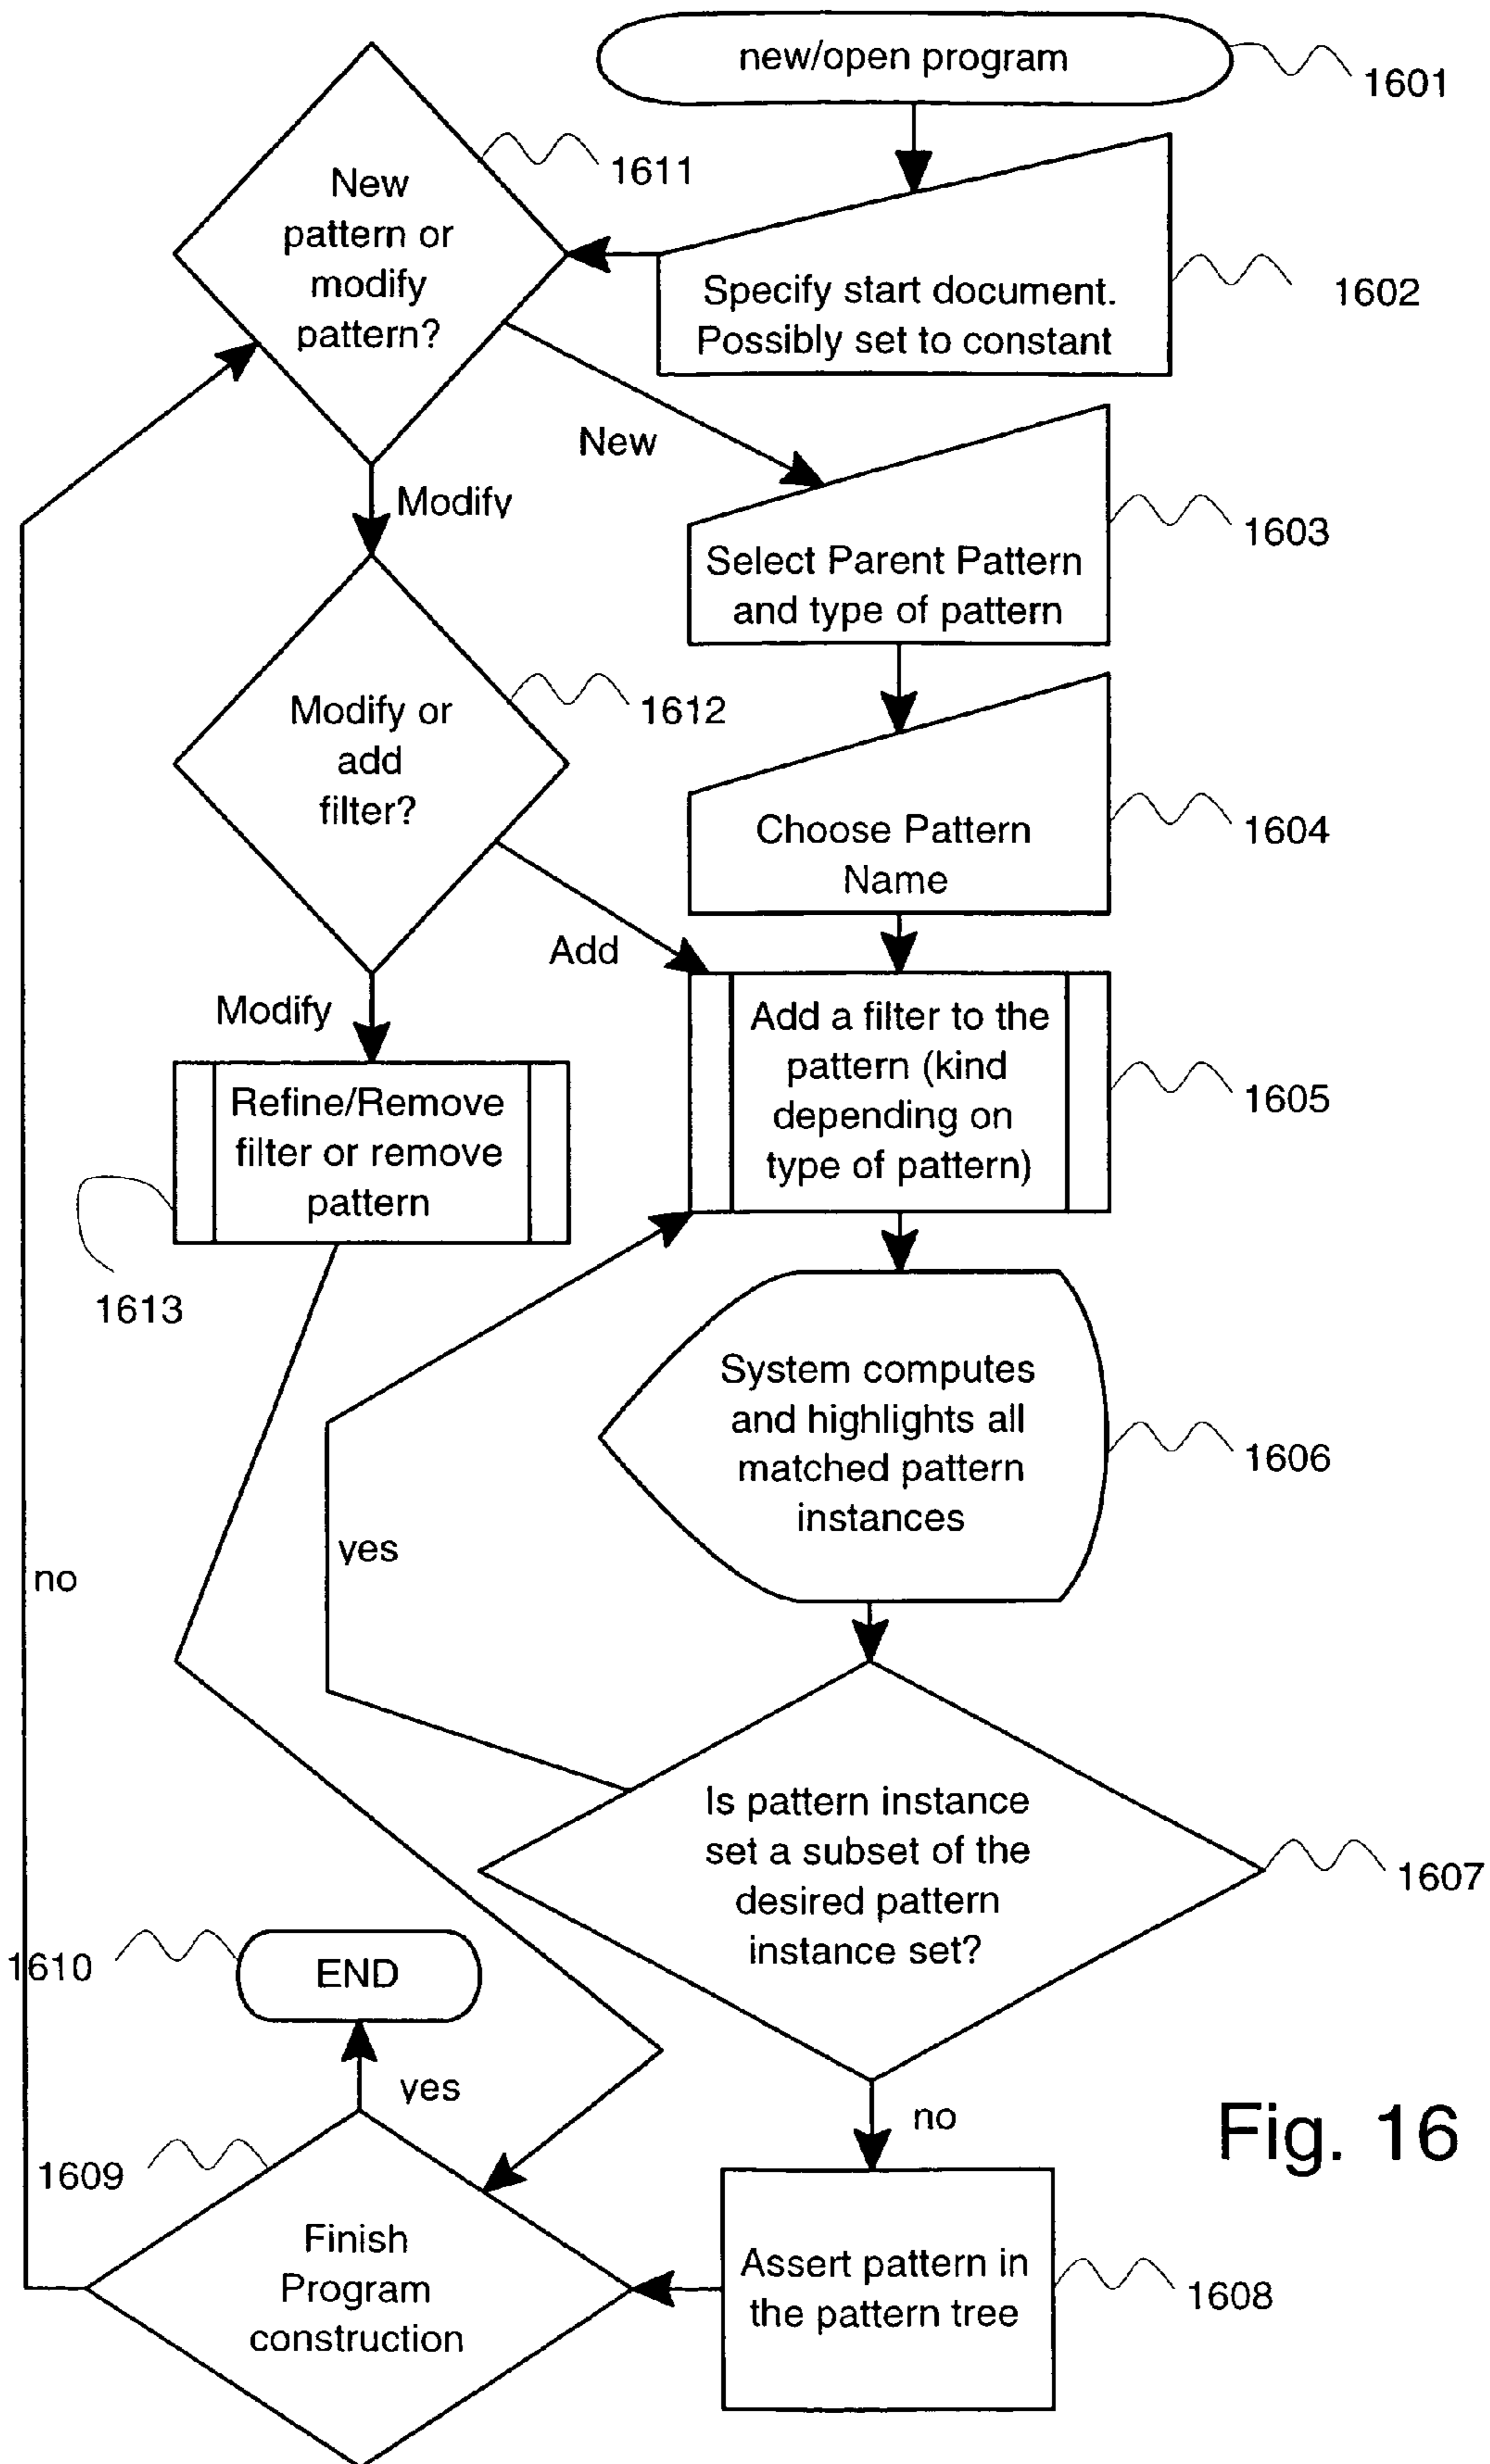 new/open program
1601
New
pattern or
modify
pattern?
1611
Specify start document.
Possibly set to constant
1602
New
Modify
Select Parent Pattern
and type of pattern
1603
Modify or
add
filter?
1612
Choose Pattern
Name
1604
Add
Modify
Add a filter to the
pattern (kind
depending on
type of pattern)
1605
Refine/Remove
filter or remove
pattern
1613
System computes
and highlights all
matched pattern
instances
1606
yes
no
Is pattern instance
set a subset of the
desired pattern
instance set?
1607
1610
END
yes
no
Fig. 16
1609
Finish
Program
construction
Assert pattern in
the pattern tree
1608